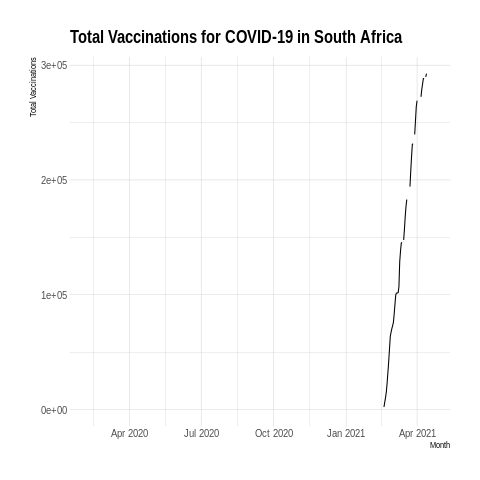 Total Vaccinations for COVID-19 in South Africa
Total Vaccinations
3e+05
2e+05
1e+05
0e+00
Apr 2020 Jul 2020 Oct 2020 Jan 2021 Apr 2021
Month